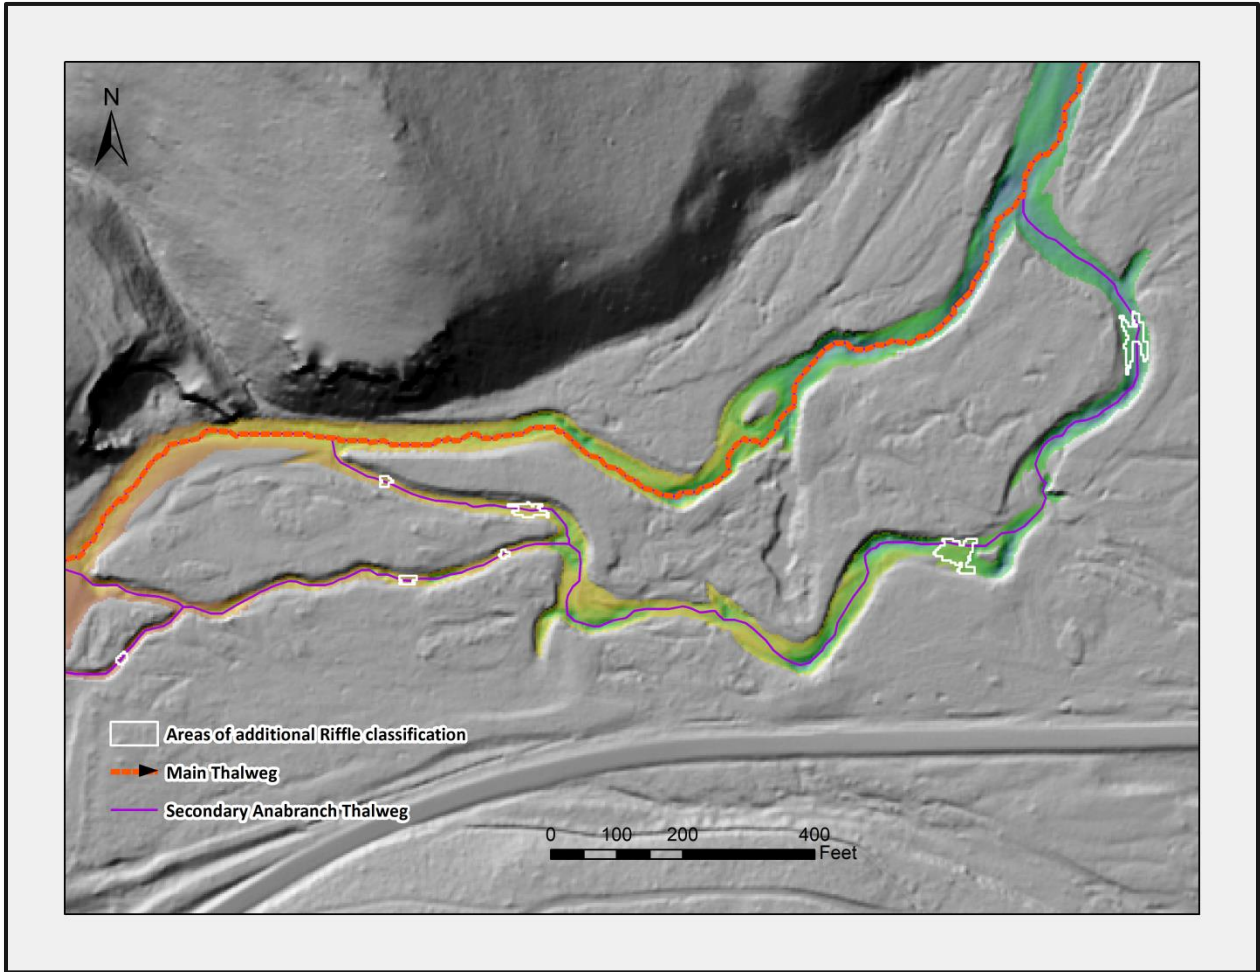 N
Areas of additional Riffle classification
Main Thalweg
Secondary Anabranch Thalweg
0 100 200 400
Feet